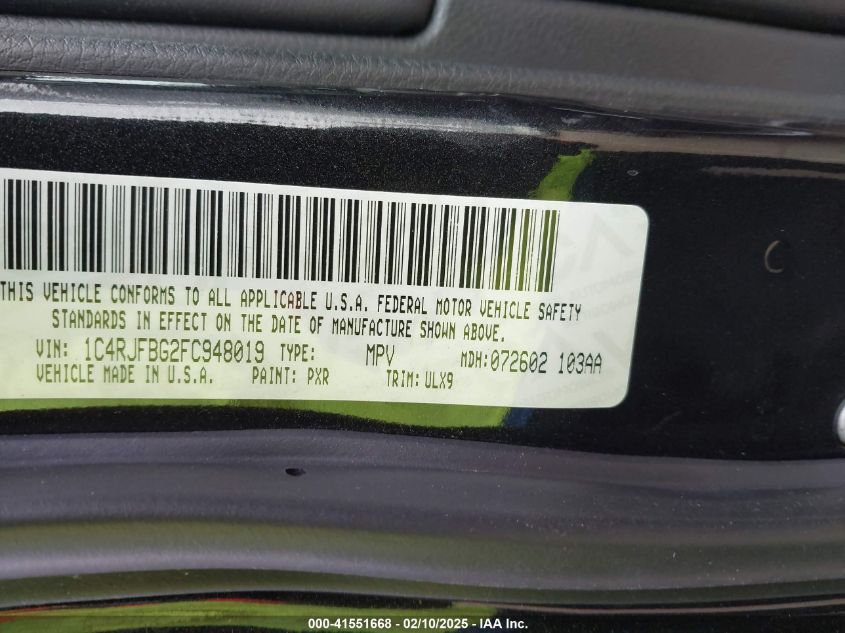 THIS VEHICLE CONFORMS TO ALL APPLICABLE U.S.A. FEDERAL MOTOR VEHICLE SAFETY
STANDARDS IN EFFECT ON THE DATE OF MANUFACTURE SHOWN ABOVE.
VIN: 1C4RJFBG2FC948019 TYPE: MPV MDH:072602 103AA
VEHICLE MADE IN U.S.A. PAINT: PXR TRIM:ULX9
000-41551668 - 02/10/2025 - IAA Inc.